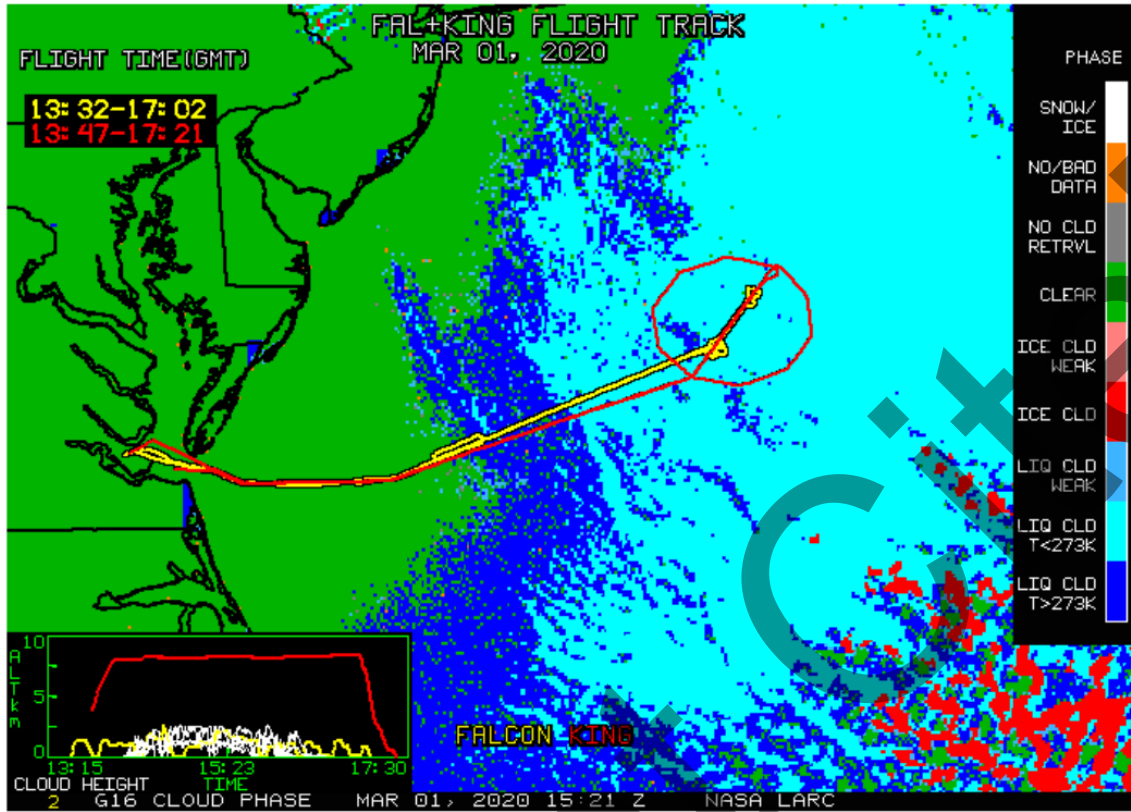 FAL+KING FLIGHT TRACK
MAR 01, 2020
FLIGHT TIME(GMT)
13:32-17:02
13:47-17:21
PHASE
SNOW/
ICE
NO/BAD
DATA
NO CLD
RETRVL
CLEAR
ICE CLD
WEAK
ICE CLD
LIQ CLD
WEAK
LIQ CLD
T<273K
LIQ CLD
T>273K
FALCON KING
ALTkm
10
5
0
13:15 15:23 17:30
CLOUD HEIGHT TIME
2 G16 CLOUD PHASE MAR 01, 2020 15:21 Z NASA LARC
Cit